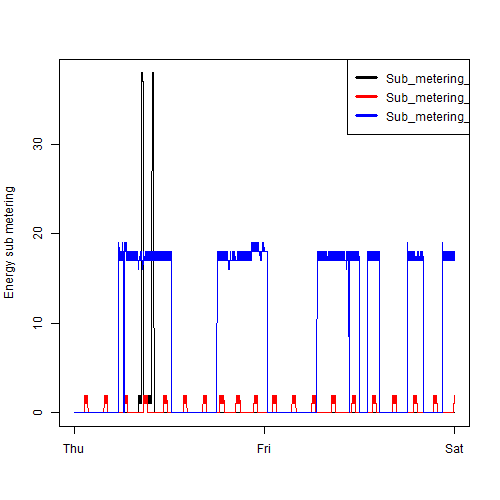 Sub_metering_
Sub_metering_
Sub_metering_
Energy sub metering
30
20
10
0
Thu Fri Sat